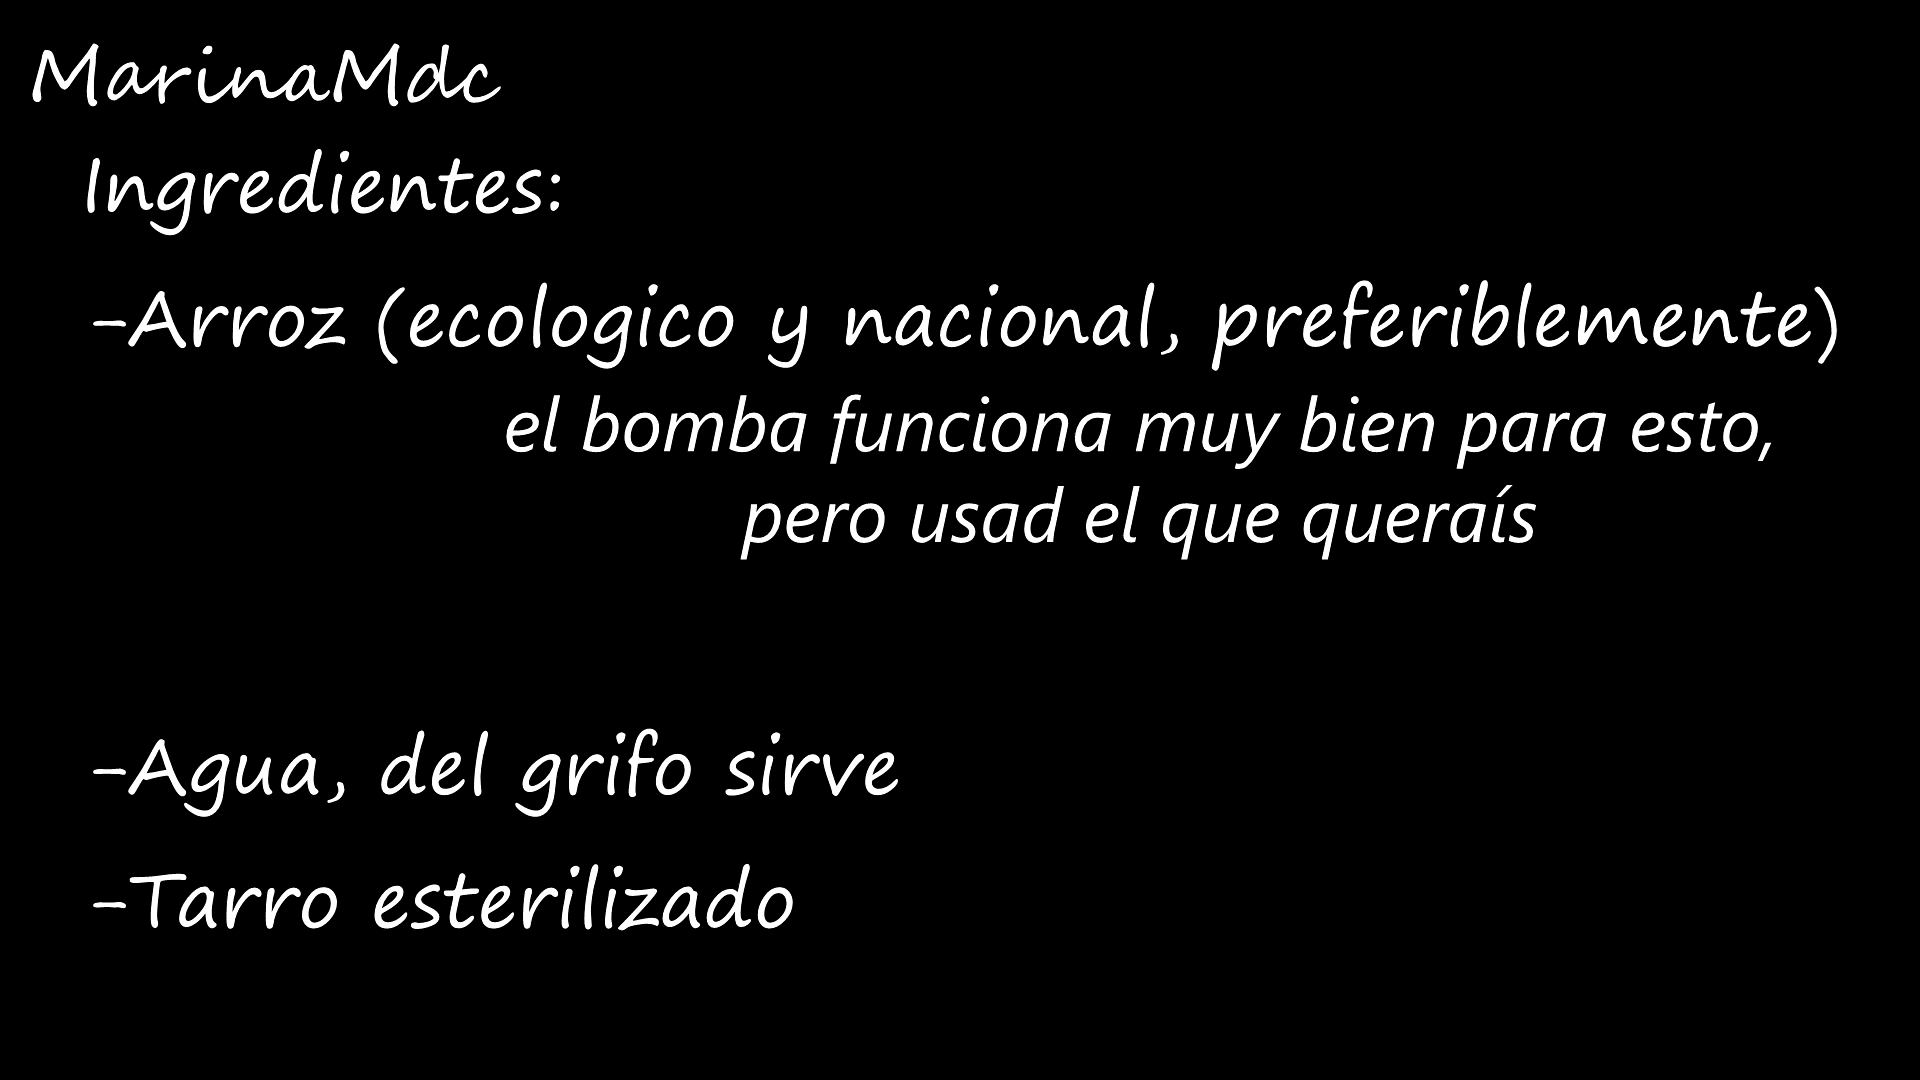 MarinaMdc
Ingredientes:
-Arroz (ecologico y nacional, preferiblemente)
el bomba funciona muy bien para esto,
pero usad el que queraís
-Agua, del grifo sirve
-Tarro esterilizado